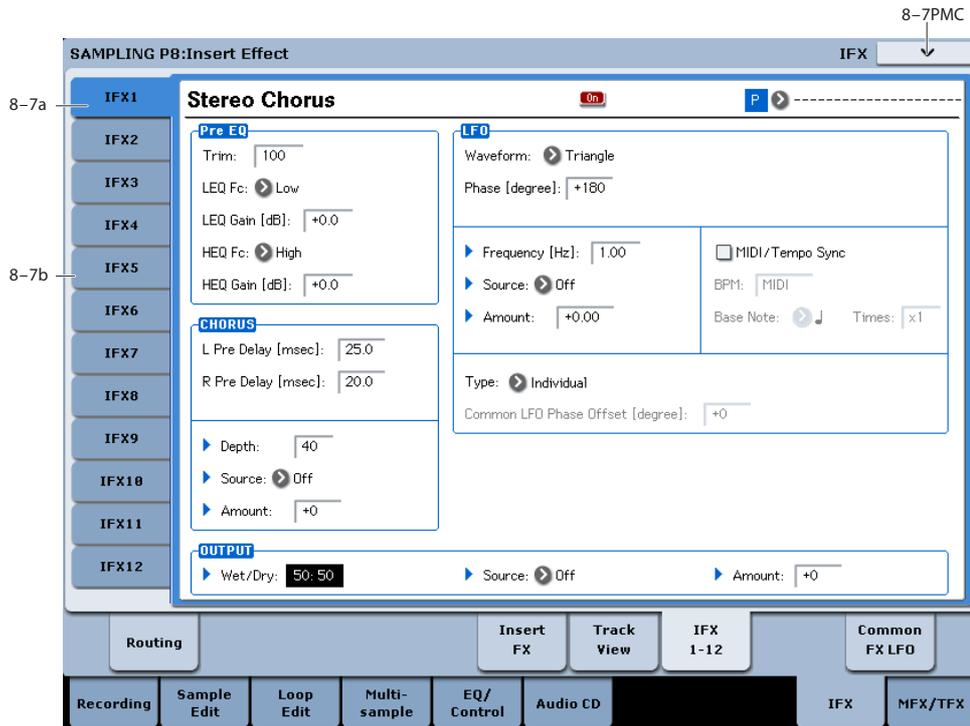 8–7PMC
SAMPLING P8:Insert Effect
IFX
8–7a
IFX1
IFX2
IFX3
IFX4
8–7b
IFX5
IFX6
IFX7
IFX8
IFX9
IFX10
IFX11
IFX12
Stereo Chorus
On
P
Pre EQ
Trim: 100
LEQ Fc: Low
LEQ Gain [dB]: +0.0
HEQ Fc: High
HEQ Gain [dB]: +0.0
CHORUS
L Pre Delay [msec]: 25.0
R Pre Delay [msec]: 20.0
Depth: 40
Source: Off
Amount: +0
LFO
Waveform: Triangle
Phase [degree]: +180
Frequency [Hz]: 1.00
Source: Off
Amount: +0.00
MIDI/Tempo Sync
BPM: MIDI
Base Note: ♩ Times: x1
Type: Individual
Common LFO Phase Offset [degree]: +0
OUTPUT
Wet/Dry: 50:50 Source: Off Amount: +0
Routing
Insert
FX
Track
View
IFX
1-12
Common
FX LFO
Recording
Sample
Edit
Loop
Edit
Multi-
sample
EQ/
Control
Audio CD
IFX
MFX/TFX